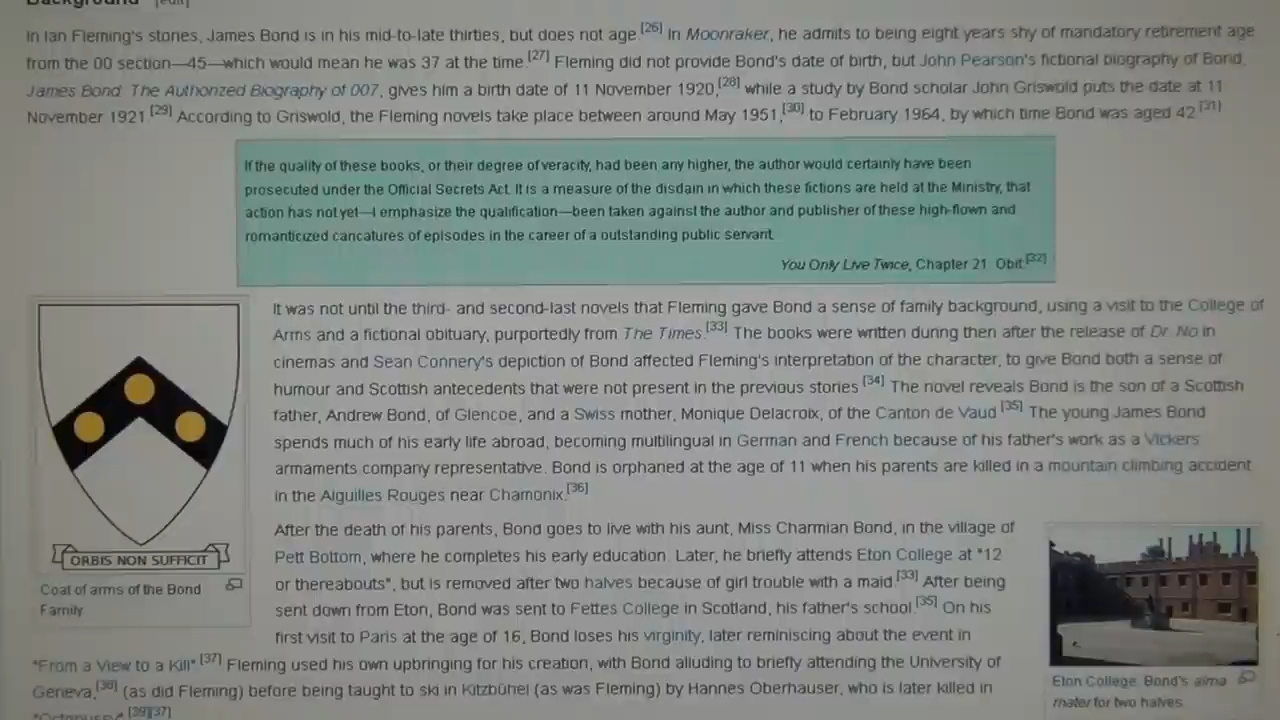 Background [edit]
In Ian Fleming's stories, James Bond is in his mid-to-late thirties, but does not age.[26] In Moonraker, he admits to being eight years shy of mandatory retirement age
from the 00 section—45—which would mean he was 37 at the time.[27] Fleming did not provide Bond's date of birth, but John Pearson's fictional biography of Bond,
James Bond: The Authorized Biography of 007, gives him a birth date of 11 November 1920,[28] while a study by Bond scholar John Griswold puts the date at 11
November 1921.[29] According to Griswold, the Fleming novels take place between around May 1951,[30] to February 1964, by which time Bond was aged 42.[31]
If the quality of these books, or their degree of veracity, had been any higher, the author would certainly have been
prosecuted under the Official Secrets Act. It is a measure of the disdain in which these fictions are held at the Ministry, that
action has not yet—I emphasize the qualification—been taken against the author and publisher of these high-flown and
romanticized caricatures of episodes in the career of a outstanding public servant.
You Only Live Twice, Chapter 21: Obit:[32]
It was not until the third- and second-last novels that Fleming gave Bond a sense of family background, using a visit to the College of
Arms and a fictional obituary, purportedly from The Times.[33] The books were written during then after the release of Dr. No in
cinemas and Sean Connery's depiction of Bond affected Fleming's interpretation of the character, to give Bond both a sense of
humour and Scottish antecedents that were not present in the previous stories.[34] The novel reveals Bond is the son of a Scottish
father, Andrew Bond, of Glencoe, and a Swiss mother, Monique Delacroix, of the Canton de Vaud.[35] The young James Bond
spends much of his early life abroad, becoming multilingual in German and French because of his father's work as a Vickers
armaments company representative. Bond is orphaned at the age of 11 when his parents are killed in a mountain climbing accident
in the Aiguilles Rouges near Chamonix.[36]
ORBIS NON SUFFICIT
Coat of arms of the Bond
Family
After the death of his parents, Bond goes to live with his aunt, Miss Charmian Bond, in the village of
Pett Bottom, where he completes his early education. Later, he briefly attends Eton College at "12
or thereabouts", but is removed after two halves because of girl trouble with a maid.[33] After being
sent down from Eton, Bond was sent to Fettes College in Scotland, his father's school.[35] On his
first visit to Paris at the age of 16, Bond loses his virginity, later reminiscing about the event in
"From a View to a Kill".[37] Fleming used his own upbringing for his creation, with Bond alluding to briefly attending the University of
Geneva,[38] (as did Fleming) before being taught to ski in Kitzbühel (as was Fleming) by Hannes Oberhauser, who is later killed in
"Octopussy".[39][37]
Eton College: Bond's alma
mater for two halves